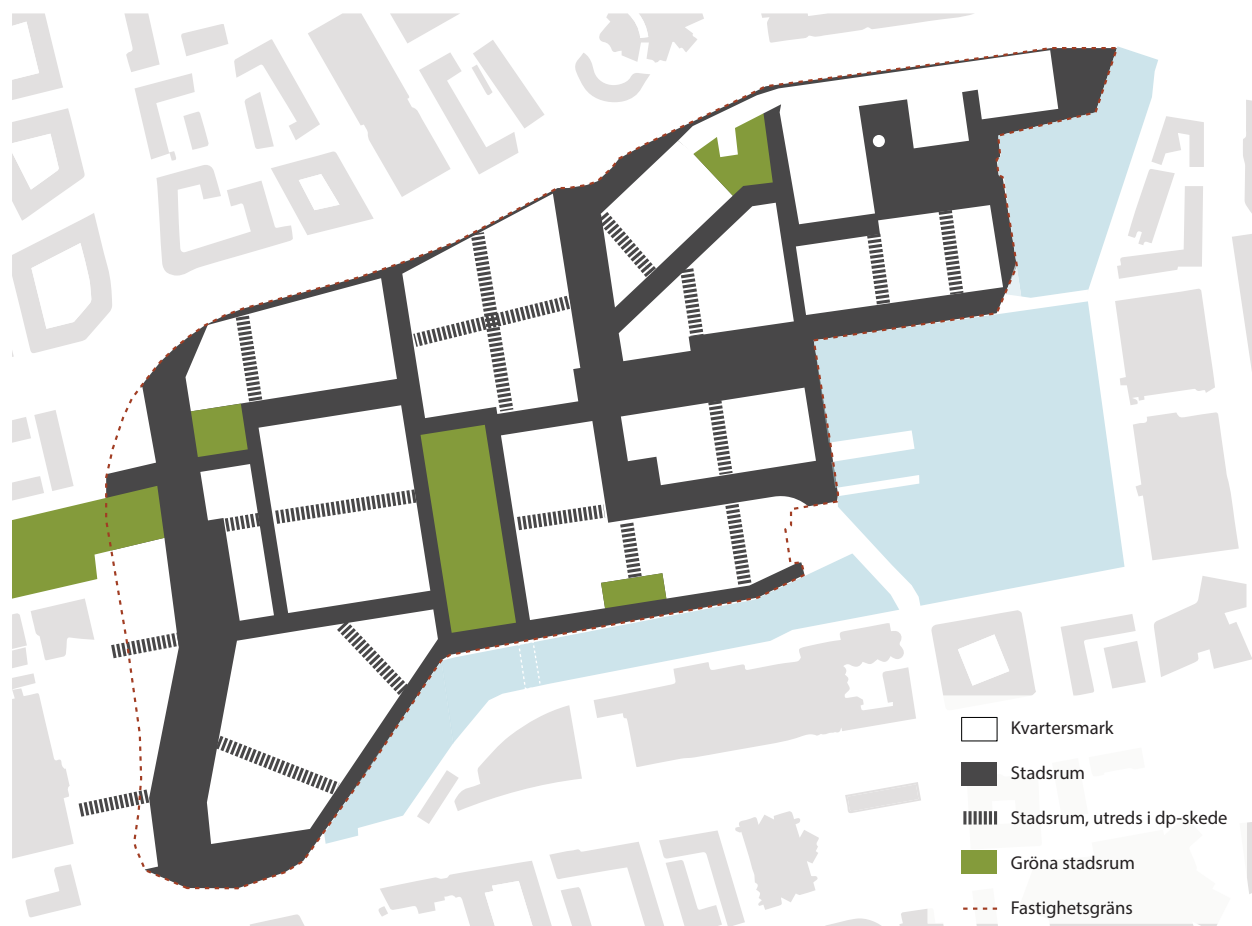 Kvartersmark
Stadsrum
Stadsrum, utreds i dp-skede
Gröna stadsrum
Fastighetsgräns